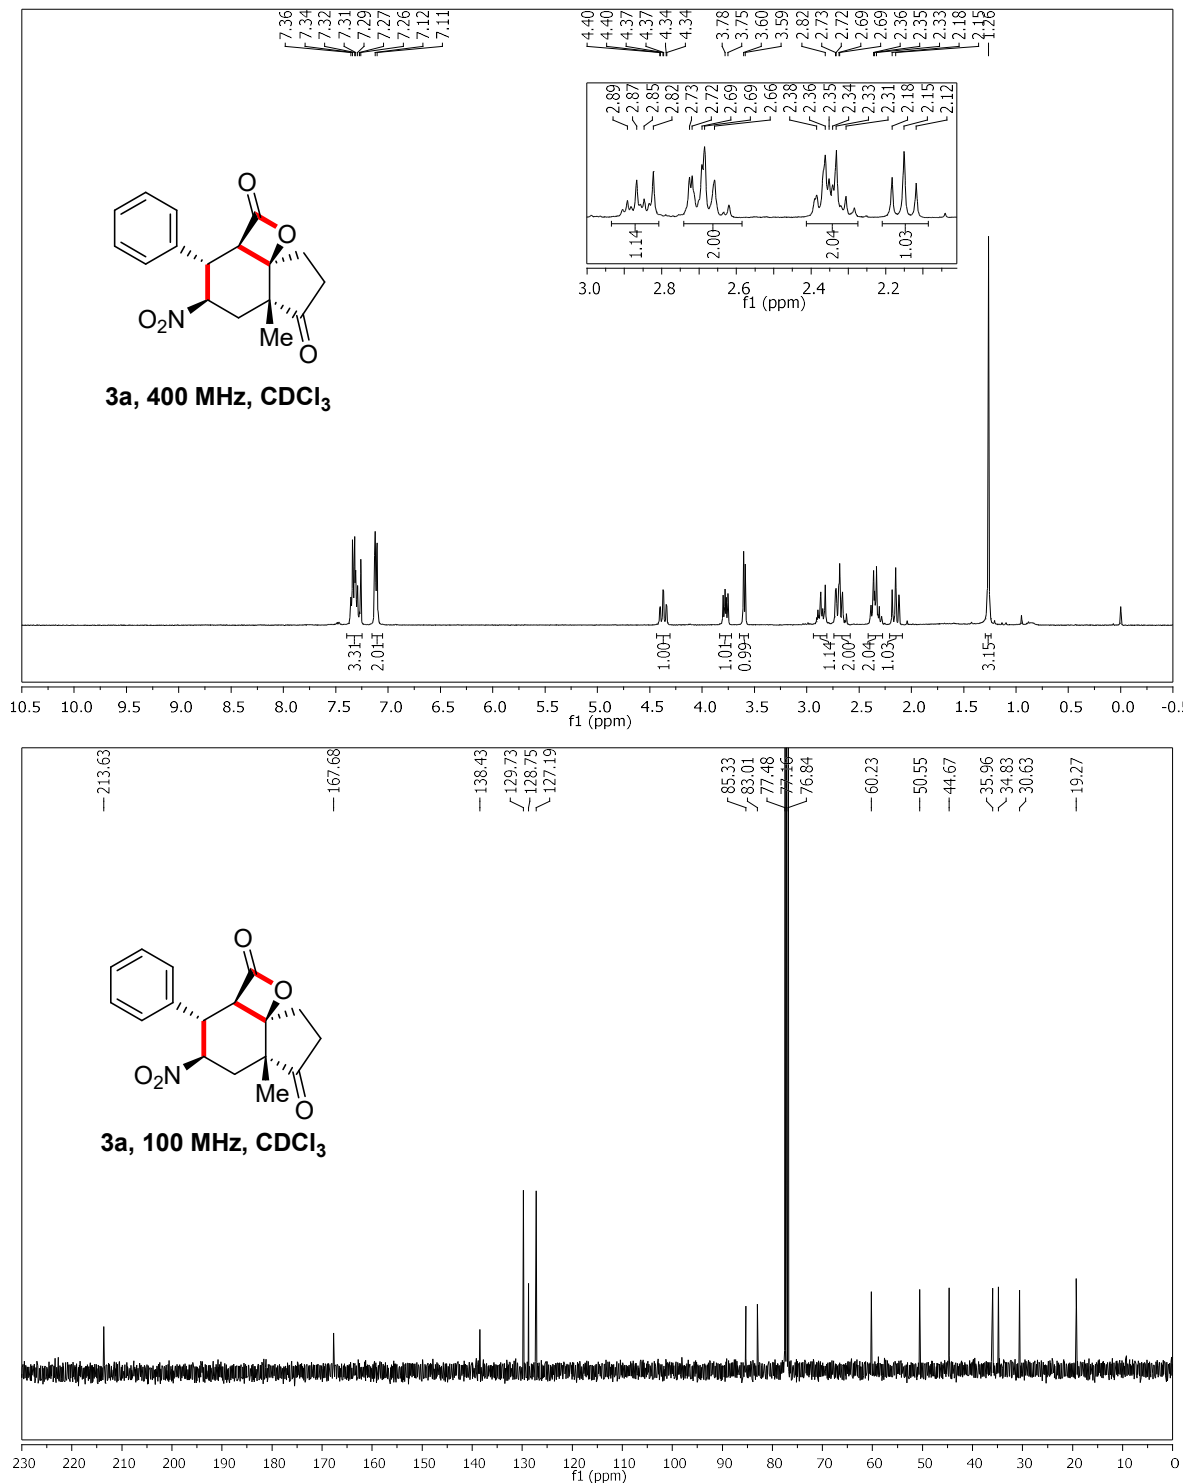 7.36 7.34 7.32 7.31 7.29 7.27 7.26 7.12 7.11 4.40 4.40 4.37 4.37 4.34 4.34 3.78 3.75 3.60 3.59 2.82 2.73 2.72 2.69 2.69 2.36 2.35 2.33 2.18 2.15 1.26
2.89 2.87 2.85 2.82 2.73 2.72 2.69 2.69 2.66 2.38 2.36 2.35 2.34 2.33 2.31 2.18 2.15 2.12
1.14 2.00 2.04 1.03
3.0 2.8 2.6 2.4 2.2
f1 (ppm)
O
O
O2N
Me
O
3a, 400 MHz, CDCl3
3.31 2.01 1.00 1.01 0.99 1.14 2.00 2.04 1.03 3.15
10.5 10.0 9.5 9.0 8.5 8.0 7.5 7.0 6.5 6.0 5.5 5.0 4.5 4.0 3.5 3.0 2.5 2.0 1.5 1.0 0.5 0.0
f1 (ppm)
213.63 167.68 138.43 129.73 128.75 127.19 85.33 83.01 77.48 77.16 76.84 60.23 50.55 44.67 35.96 34.83 30.63 19.27
O
O
O2N
Me
O
3a, 100 MHz, CDCl3
230 220 210 200 190 180 170 160 150 140 130 120 110 100 90 80 70 60 50 40 30 20 10 0
f1 (ppm)